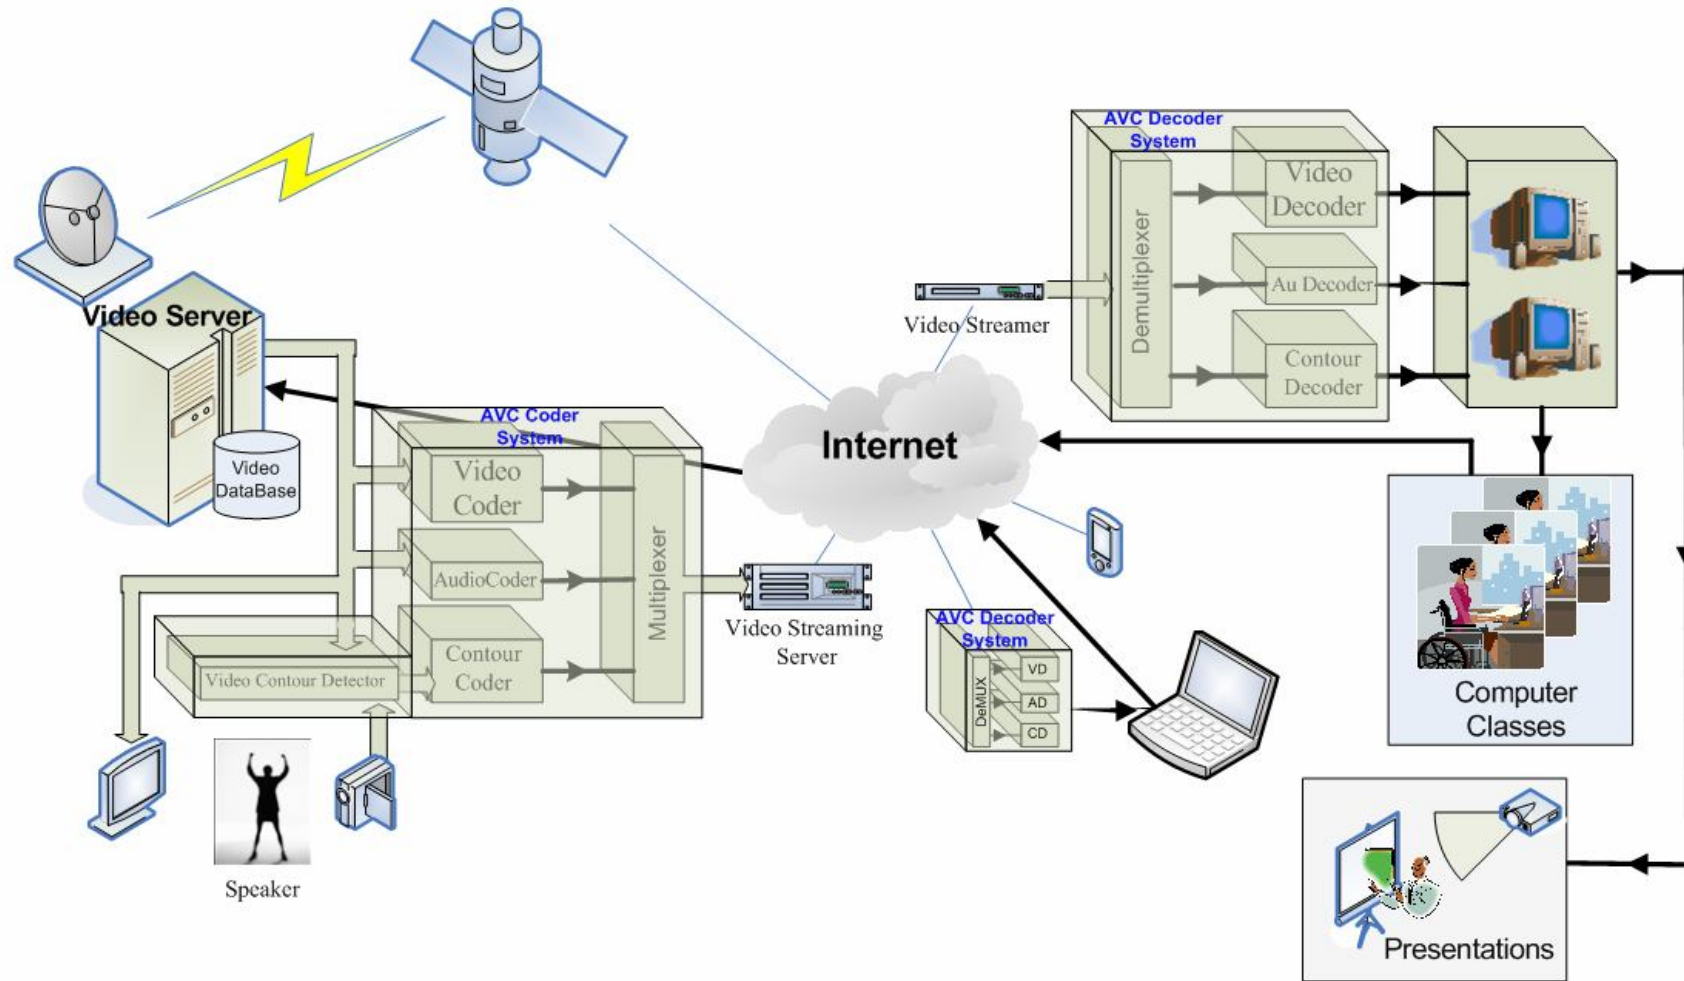 Video Server
Video
DataBase
AVC Coder
System
Video
Coder
AudioCoder
Contour
Coder
Multiplexer
Video Contour Detector
Speaker
Video Streaming
Server
Internet
Video Streamer
AVC Decoder
System
Demultiplexer
Video
Decoder
Au Decoder
Contour
Decoder
AVC Decoder
System
DeMUX
VD
AD
CD
Computer
Classes
Presentations